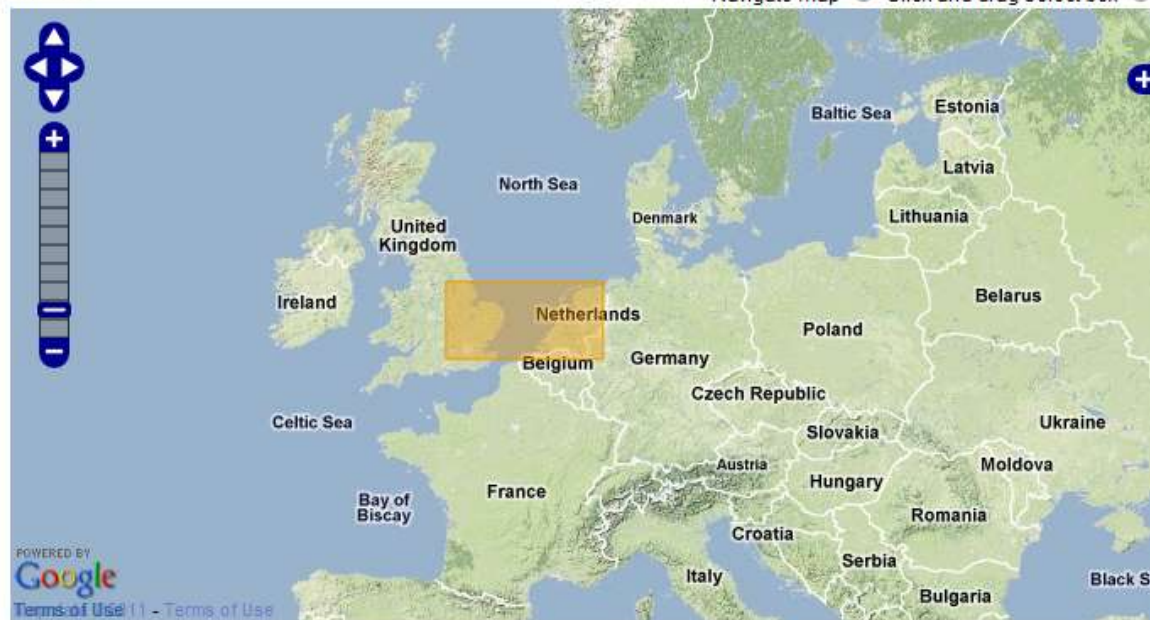 Baltic Sea
Estonia
Latvia
North Sea
Lithuania
Denmark
United
Kingdom
Ireland
Belarus
Netherlands
Poland
Germany
Belgium
Czech Republic
Celtic Sea
Ukraine
Slovakia
Moldova
Austria
Hungary
France
Bay of
Biscay
Romania
Croatia
Serbia
POWERED BY
Google
Italy
Black S
Bulgaria
Terms of Use - Terms of Use